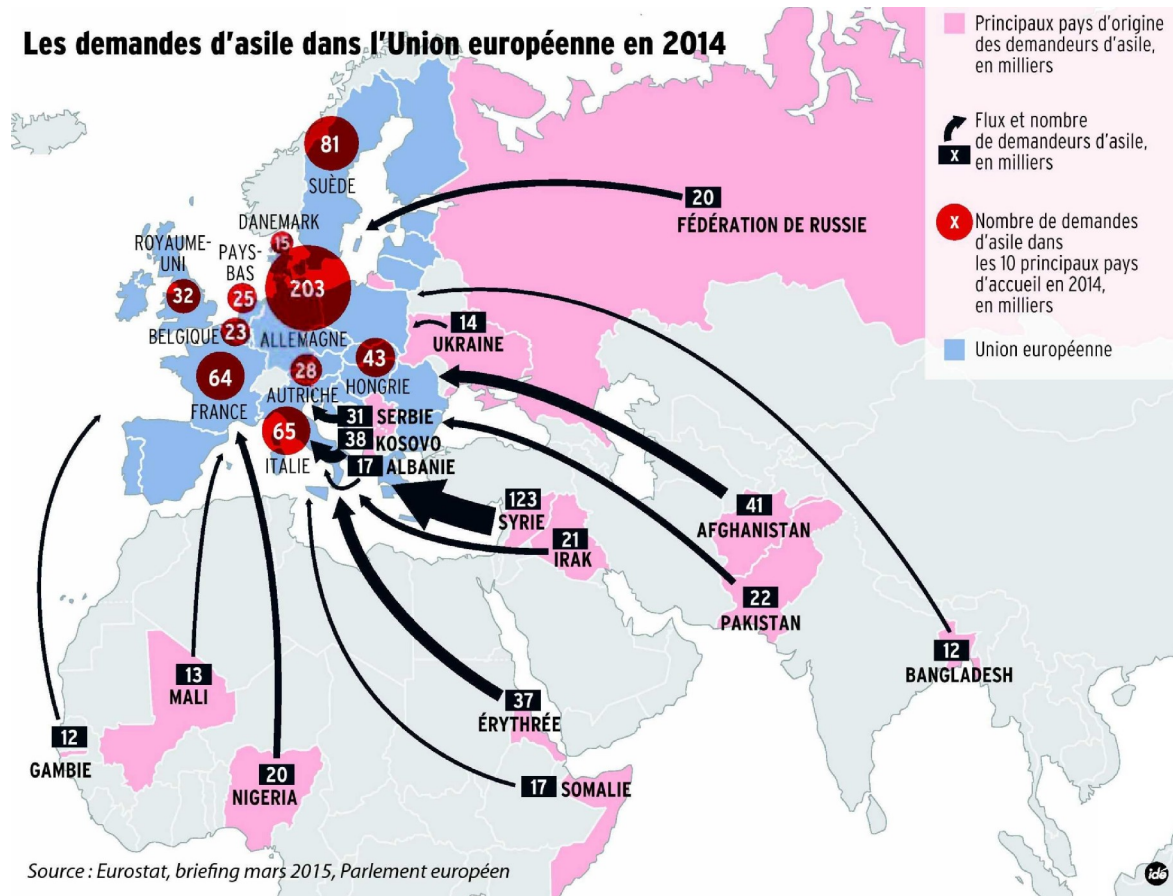 Les demandes d'asile dans l'Union européenne en 2014
Principaux pays d'origine
des demandeurs d'asile,
en milliers
Flux et nombre
de demandeurs d'asile,
en milliers
X
X
Nombre de demandes
d'asile dans
les 10 principaux pays
d'accueil en 2014,
en milliers
Union européenne
81
SUÈDE
20
FÉDÉRATION DE RUSSIE
DANEMARK
15
ROYAUME-
UNI
32
PAYS-
BAS
25
203
ALLEMAGNE
BELGIQUE
23
14
UKRAINE
64
FRANCE
28
AUTRICHE
43
HONGRIE
65
ITALIE
31 SERBIE
38 KOSOVO
17 ALBANIE
123
SYRIE
21
IRAK
41
AFGHANISTAN
22
PAKISTAN
12
BANGLADESH
13
MALI
12
GAMBIE
20
NIGERIA
37
ÉRYTHRÉE
17 SOMALIE
Source : Eurostat, briefing mars 2015, Parlement européen
idé